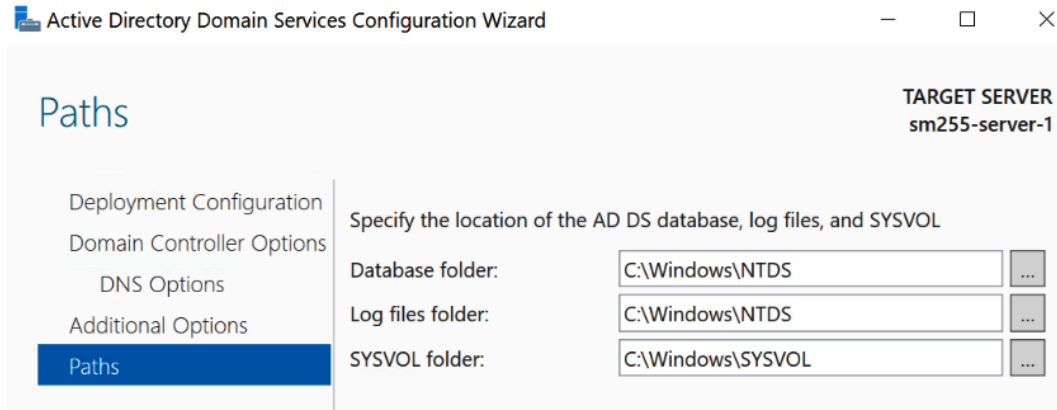 Active Directory Domain Services Configuration Wizard
Paths
TARGET SERVER
sm255-server-1
Deployment Configuration
Domain Controller Options
DNS Options
Additional Options
Paths
Specify the location of the AD DS database, log files, and SYSVOL
Database folder: C:\Windows\NTDS ...
Log files folder: C:\Windows\NTDS ...
SYSVOL folder: C:\Windows\SYSVOL ...